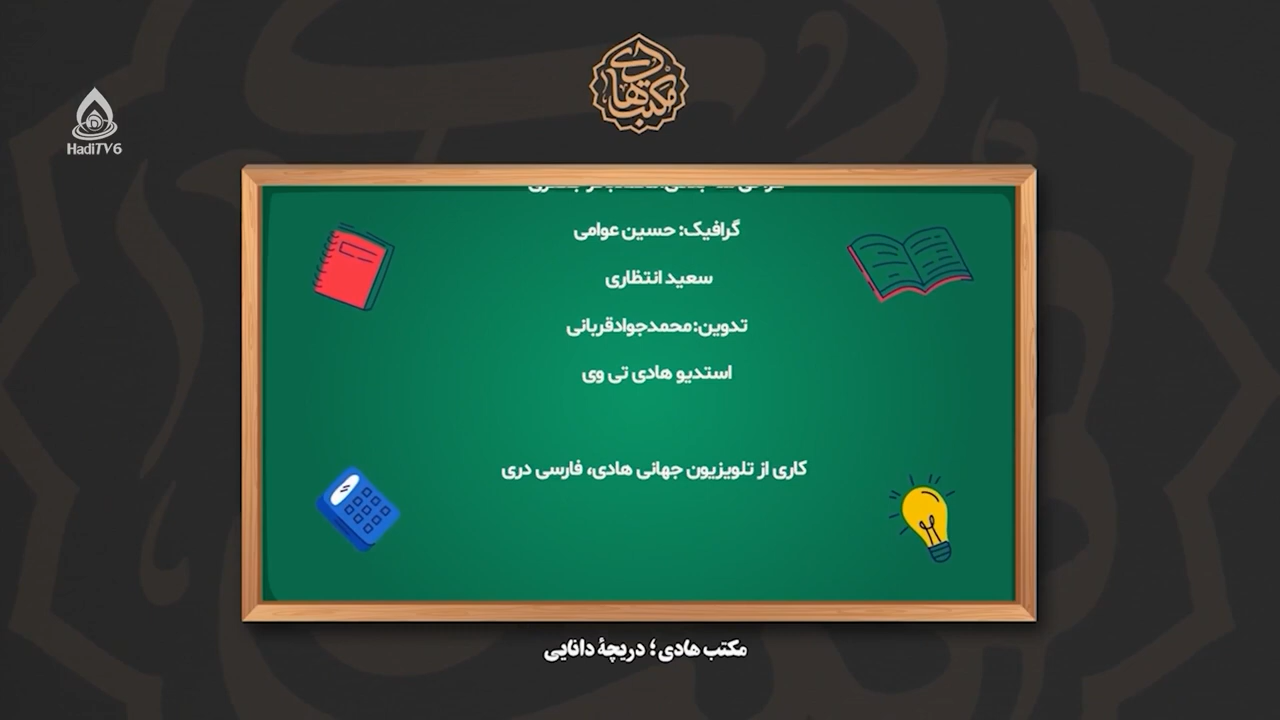 مکتب هادی
HadiTV6
گرافیک: حسین عوامی
سعید انتظاری
تدوین:محمدجوادقربانی
استدیو هادی تی وی
کاری از تلویزیون جهانی هادی، فارسی دری
مکتب هادی؛ دریچهٔ دانایی